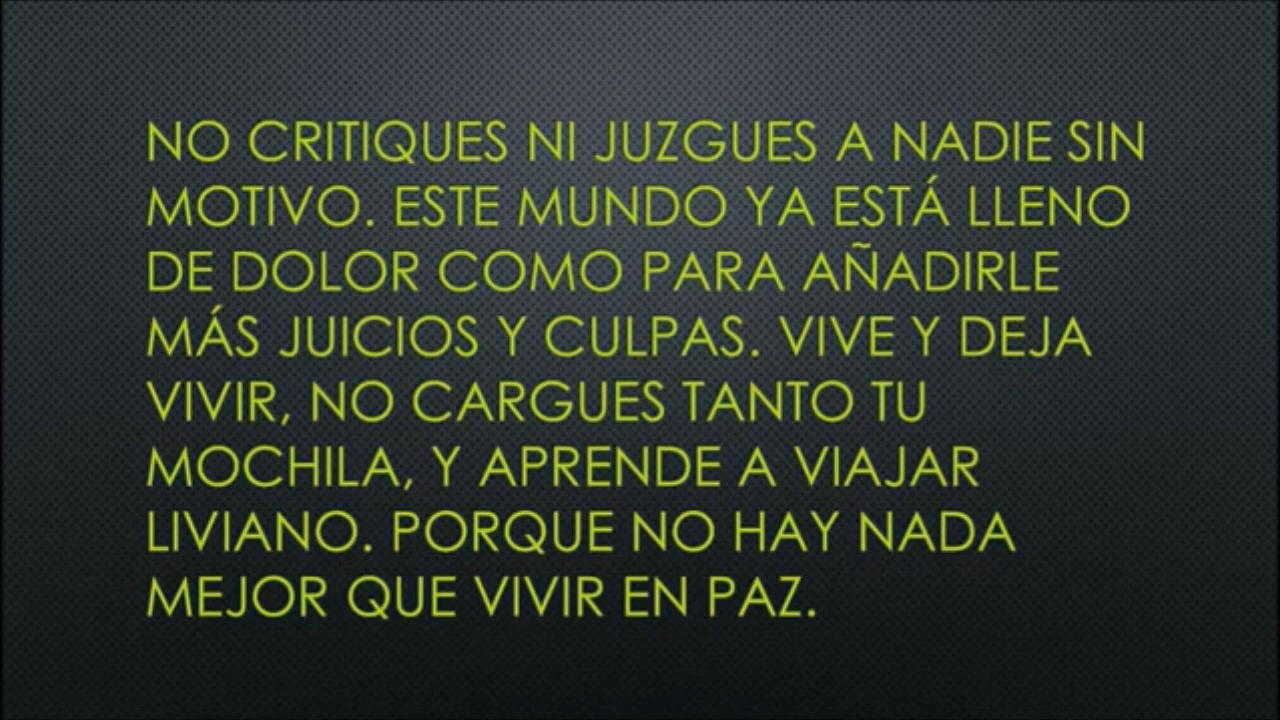 NO CRITIQUES NI JUZGUES A NADIE SIN
MOTIVO. ESTE MUNDO YA ESTÁ LLENO
DE DOLOR COMO PARA AÑADIRLE
MÁS JUICIOS Y CULPAS. VIVE Y DEJA
VIVIR, NO CARGUES TANTO TU
MOCHILA, Y APRENDE A VIAJAR
LIVIANO. PORQUE NO HAY NADA
MEJOR QUE VIVIR EN PAZ.